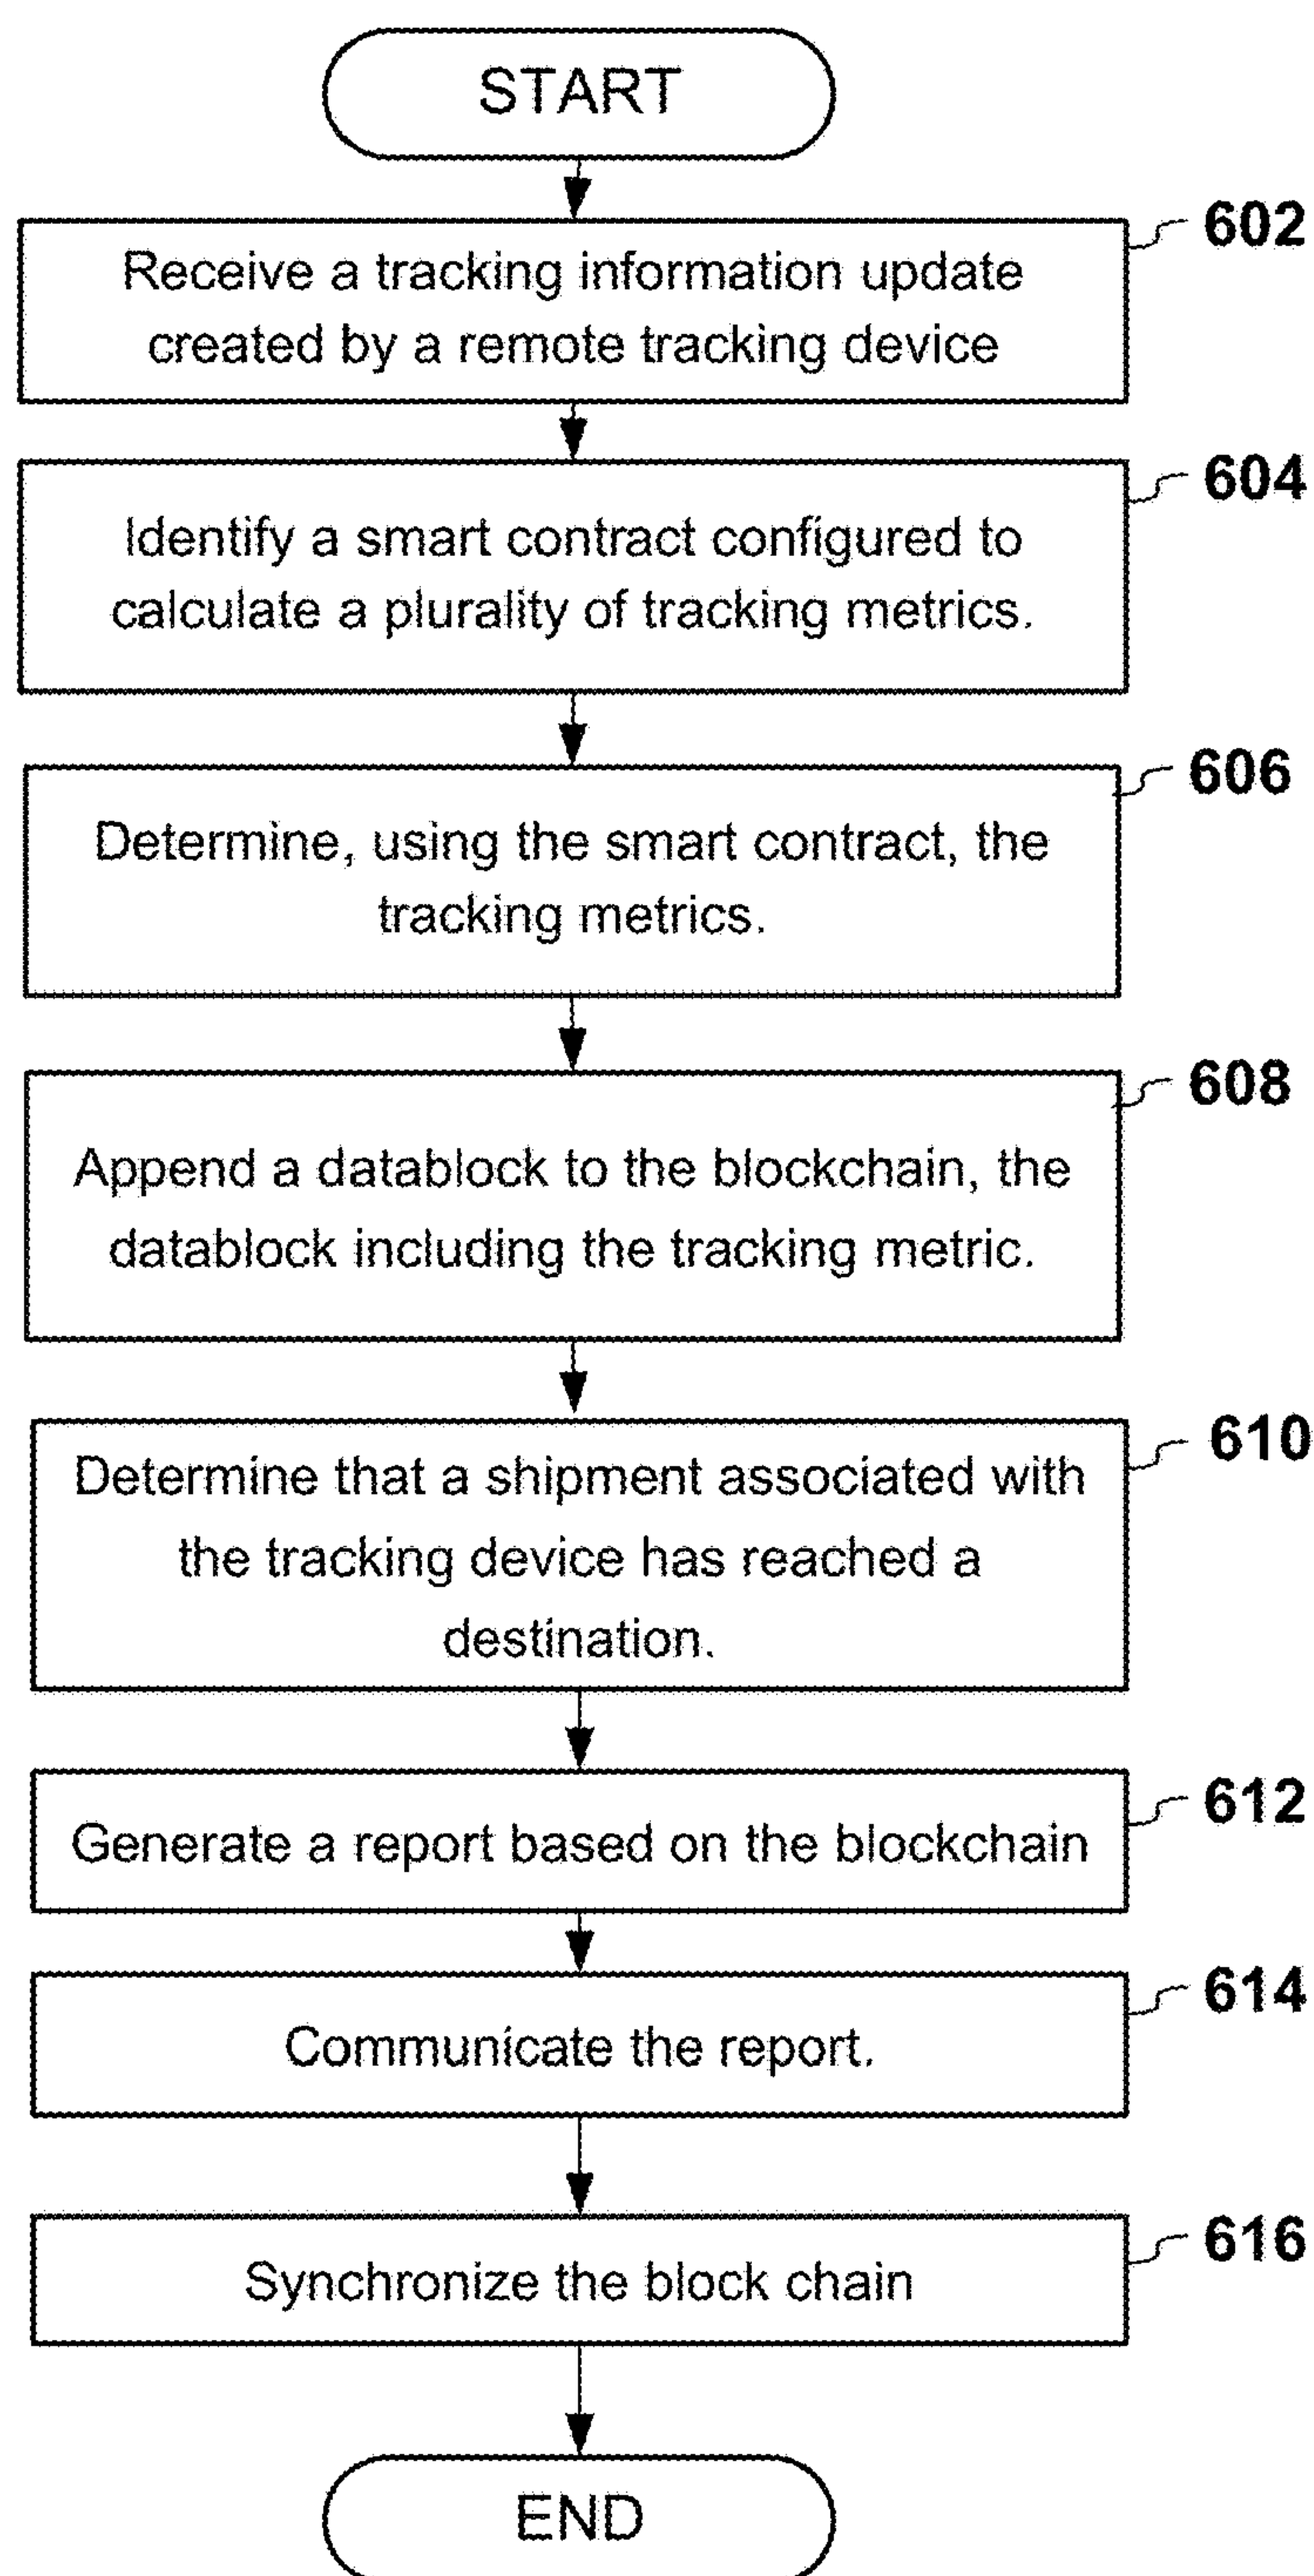 START
602
Receive a tracking information update
created by a remote tracking device
604
Identify a smart contract configured to
calculate a plurality of tracking metrics.
606
Determine, using the smart contract, the
tracking metrics.
608
Append a datablock to the blockchain, the
datablock including the tracking metric.
610
Determine that a shipment associated with
the tracking device has reached a
destination.
612
Generate a report based on the blockchain
614
Communicate the report.
616
Synchronize the block chain
END